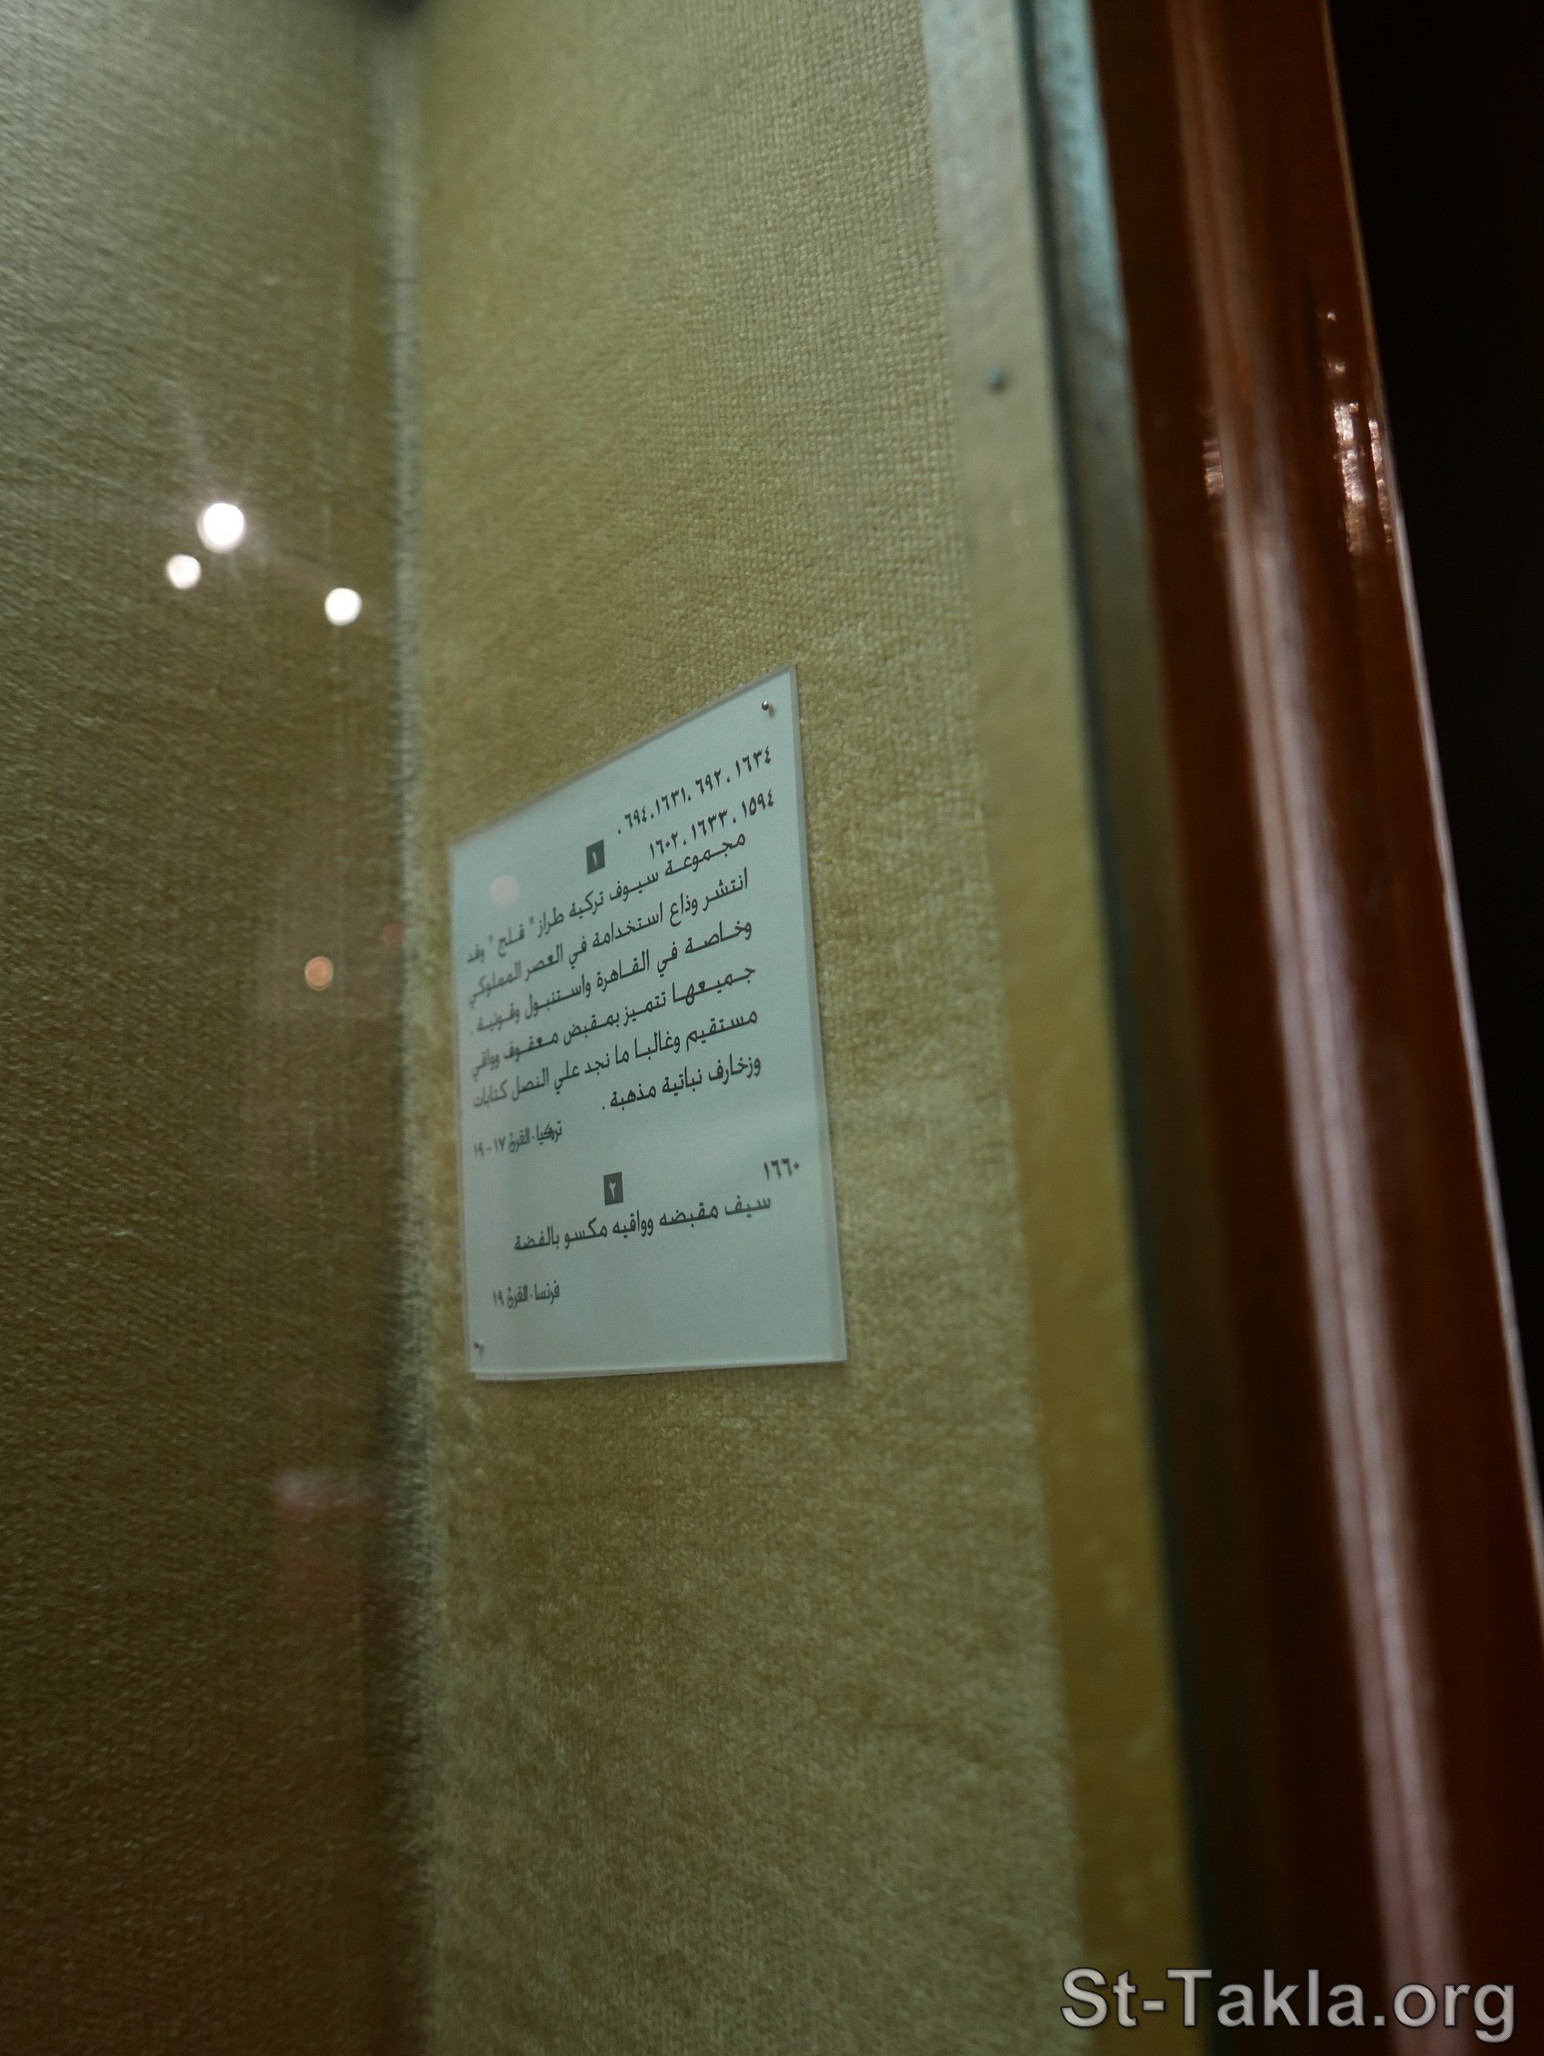 ١٦٣٤، ٦٩٢، ١٦٣١، ٦٩٤،
١٥٩٤، ١٦٣٣، ١٦٠٢
١
مجموعة سيوف تركية طراز " قلج " وقد
انتشر وذاع استخدامة في العصر المملوكي
وخاصة في القاهرة واستنبول وقونية .
جميعها تتميز بمقبض معقوف وواقي
مستقيم وغالبا ما نجد علي النصل كتابات
وزخارف نباتية مذهبة .
تركيا - القرن ١٧ - ١٩
١٦٦٠
٢
سيف مقبضه وواقيه مكسو بالفضة
فرنسا - القرن ١٩
St-Takla.org